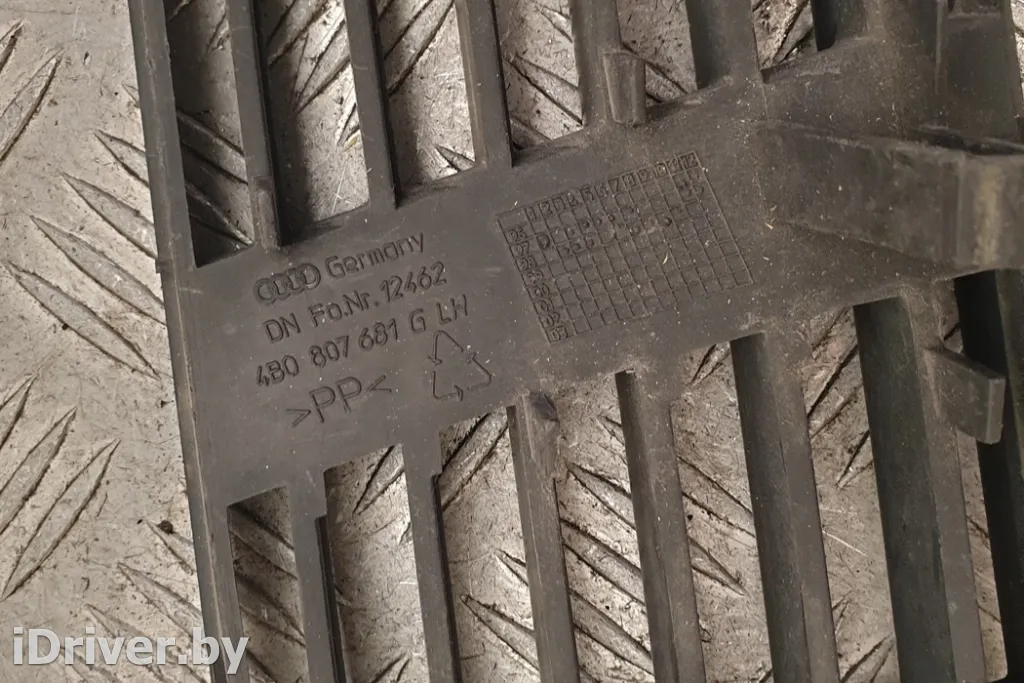 Germany
DN Fo.Nr. 12462
4B0 807 681 G LH
>PP<
iDriver.by